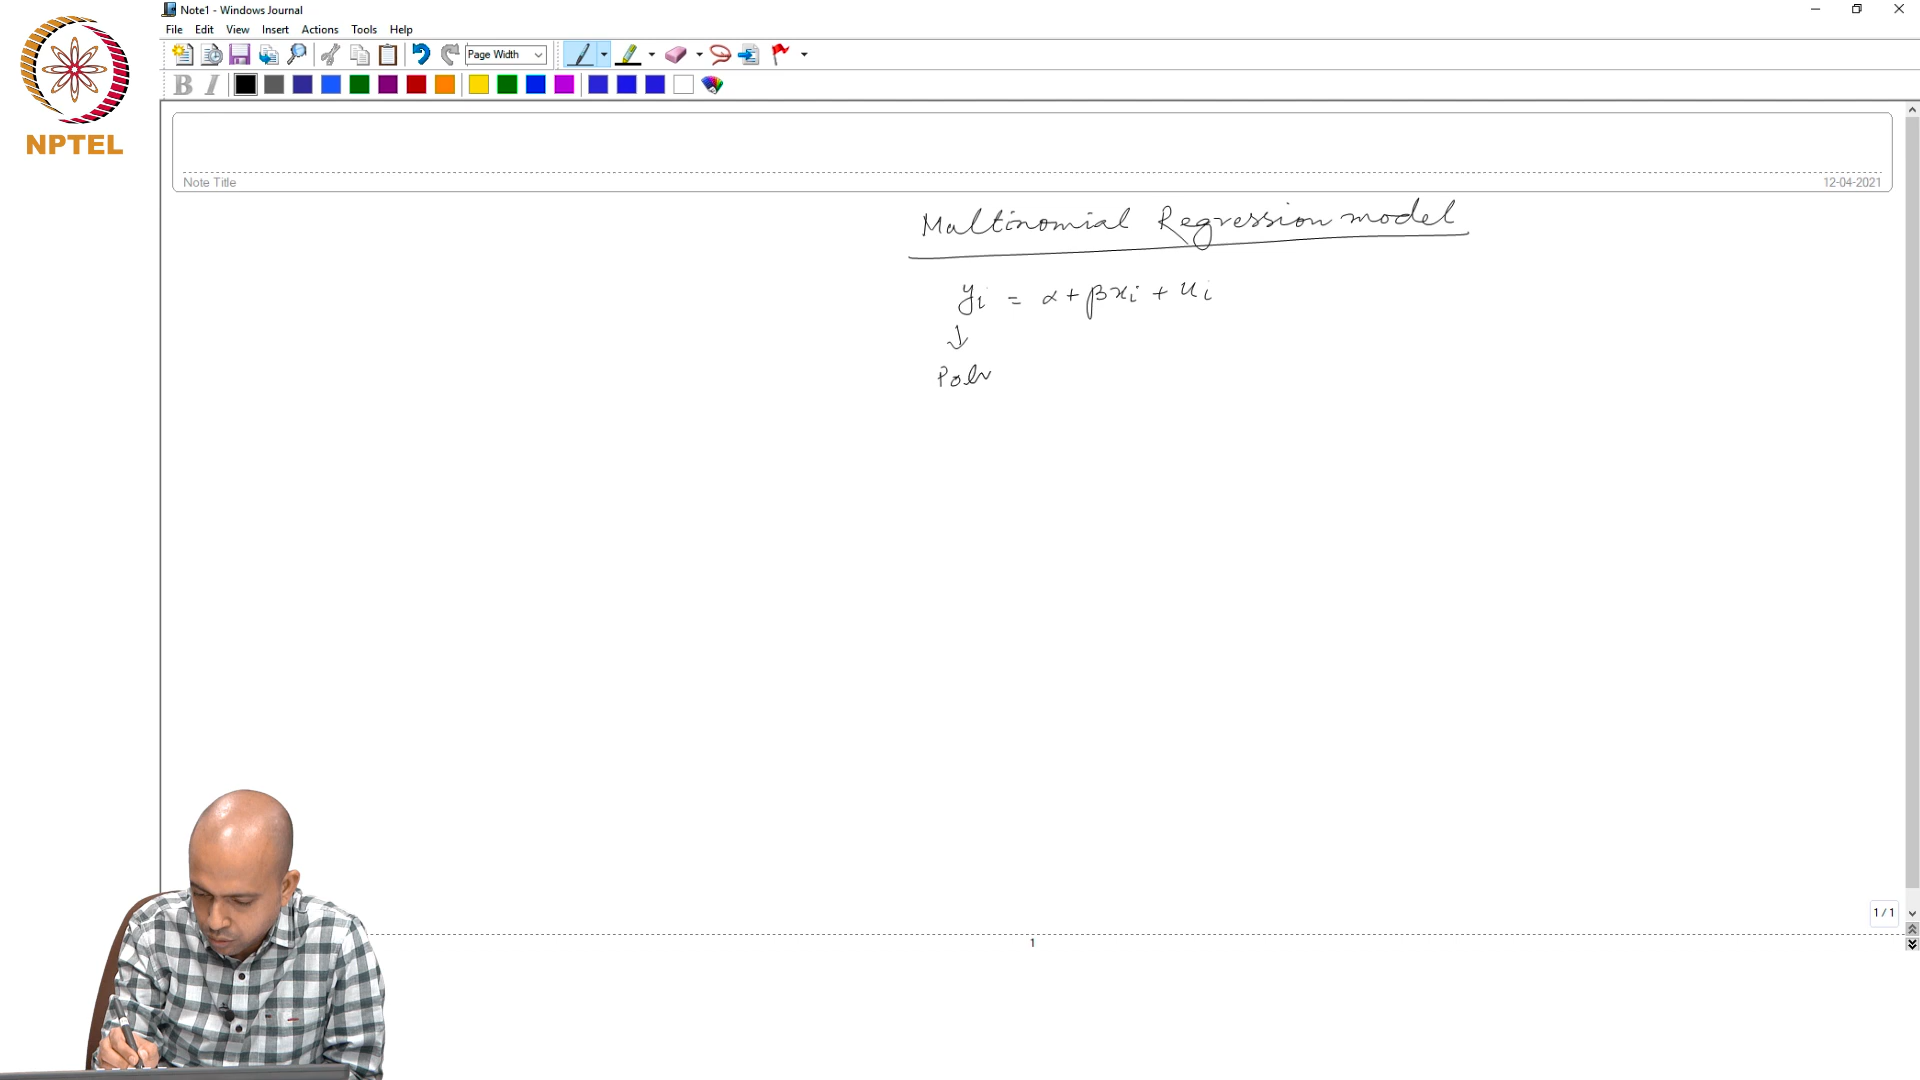 Note1 - Windows Journal
File Edit View Insert Actions Tools Help
Page Width
B I
NPTEL
Note Title
12-04-2021
Multinomial Regression model
yi = α + βxi + ui
↓
1 / 1
1